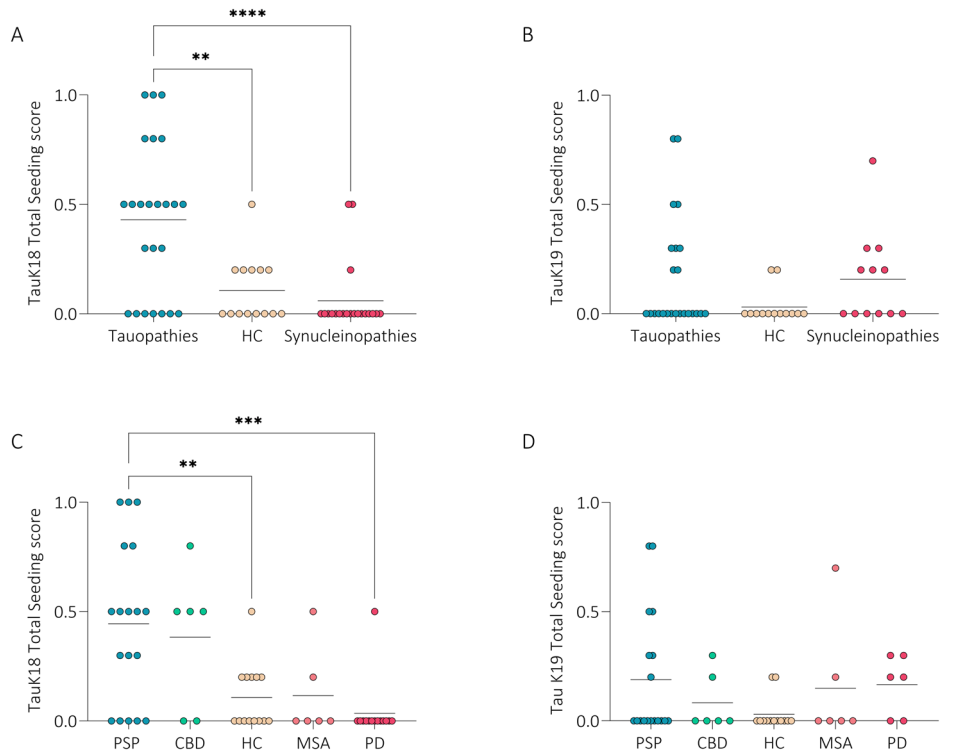 A
****
**
TauK18 Total Seeding score
1.0
0.5
0.0
Tauopathies HC Synucleinopathies
B
TauK19 Total Seeding score
1.0
0.5
0.0
Tauopathies HC Synucleinopathies
C
***
**
TauK18 Total Seeding score
1.0
0.5
0.0
PSP CBD HC MSA PD
D
Tau K19 Total Seeding score
1.0
0.5
0.0
PSP CBD HC MSA PD